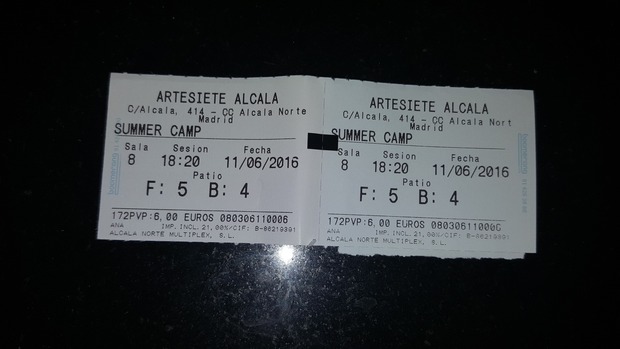 ARTESIETE ALCALA
C/Alcala, 414 - CC Alcala Norte
Madrid
SUMMER CAMP
Sala Sesion Fecha
8 18:20 11/06/2016
Patio
F: 5 B: 4
172PVP:6,00 EUROS 080306110006
ANA IMP. INCL. 21,00%/CIF: B-86219391
ALCALA NORTE MULTIPLEX, S.L.
ARTESIETE ALCALA
C/Alcala, 414 - CC Alcala Nort
Madrid
SUMMER CAMP
Sala Sesion Fecha
8 18:20 11/06/2016
Patio
F: 5 B: 4
172PVP:6,00 EUROS 08030611000
ANA IMP. INCL. 21,00%/CIF: B-86219391
ALCALA NORTE MULTIPLEX, S.L.